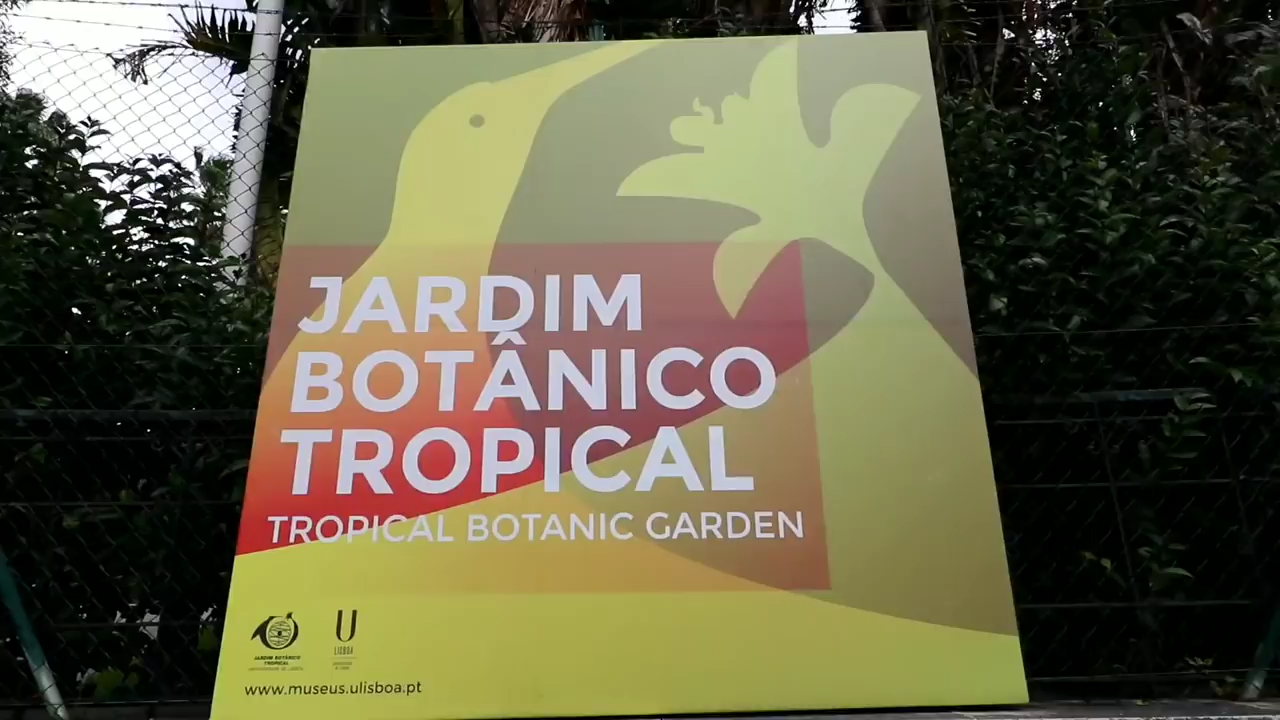 JARDIM
BOTÂNICO
TROPICAL
TROPICAL BOTANIC GARDEN
JARDIM BOTÂNICO
TROPICAL
U
LISBOA
www.museus.ulisboa.pt